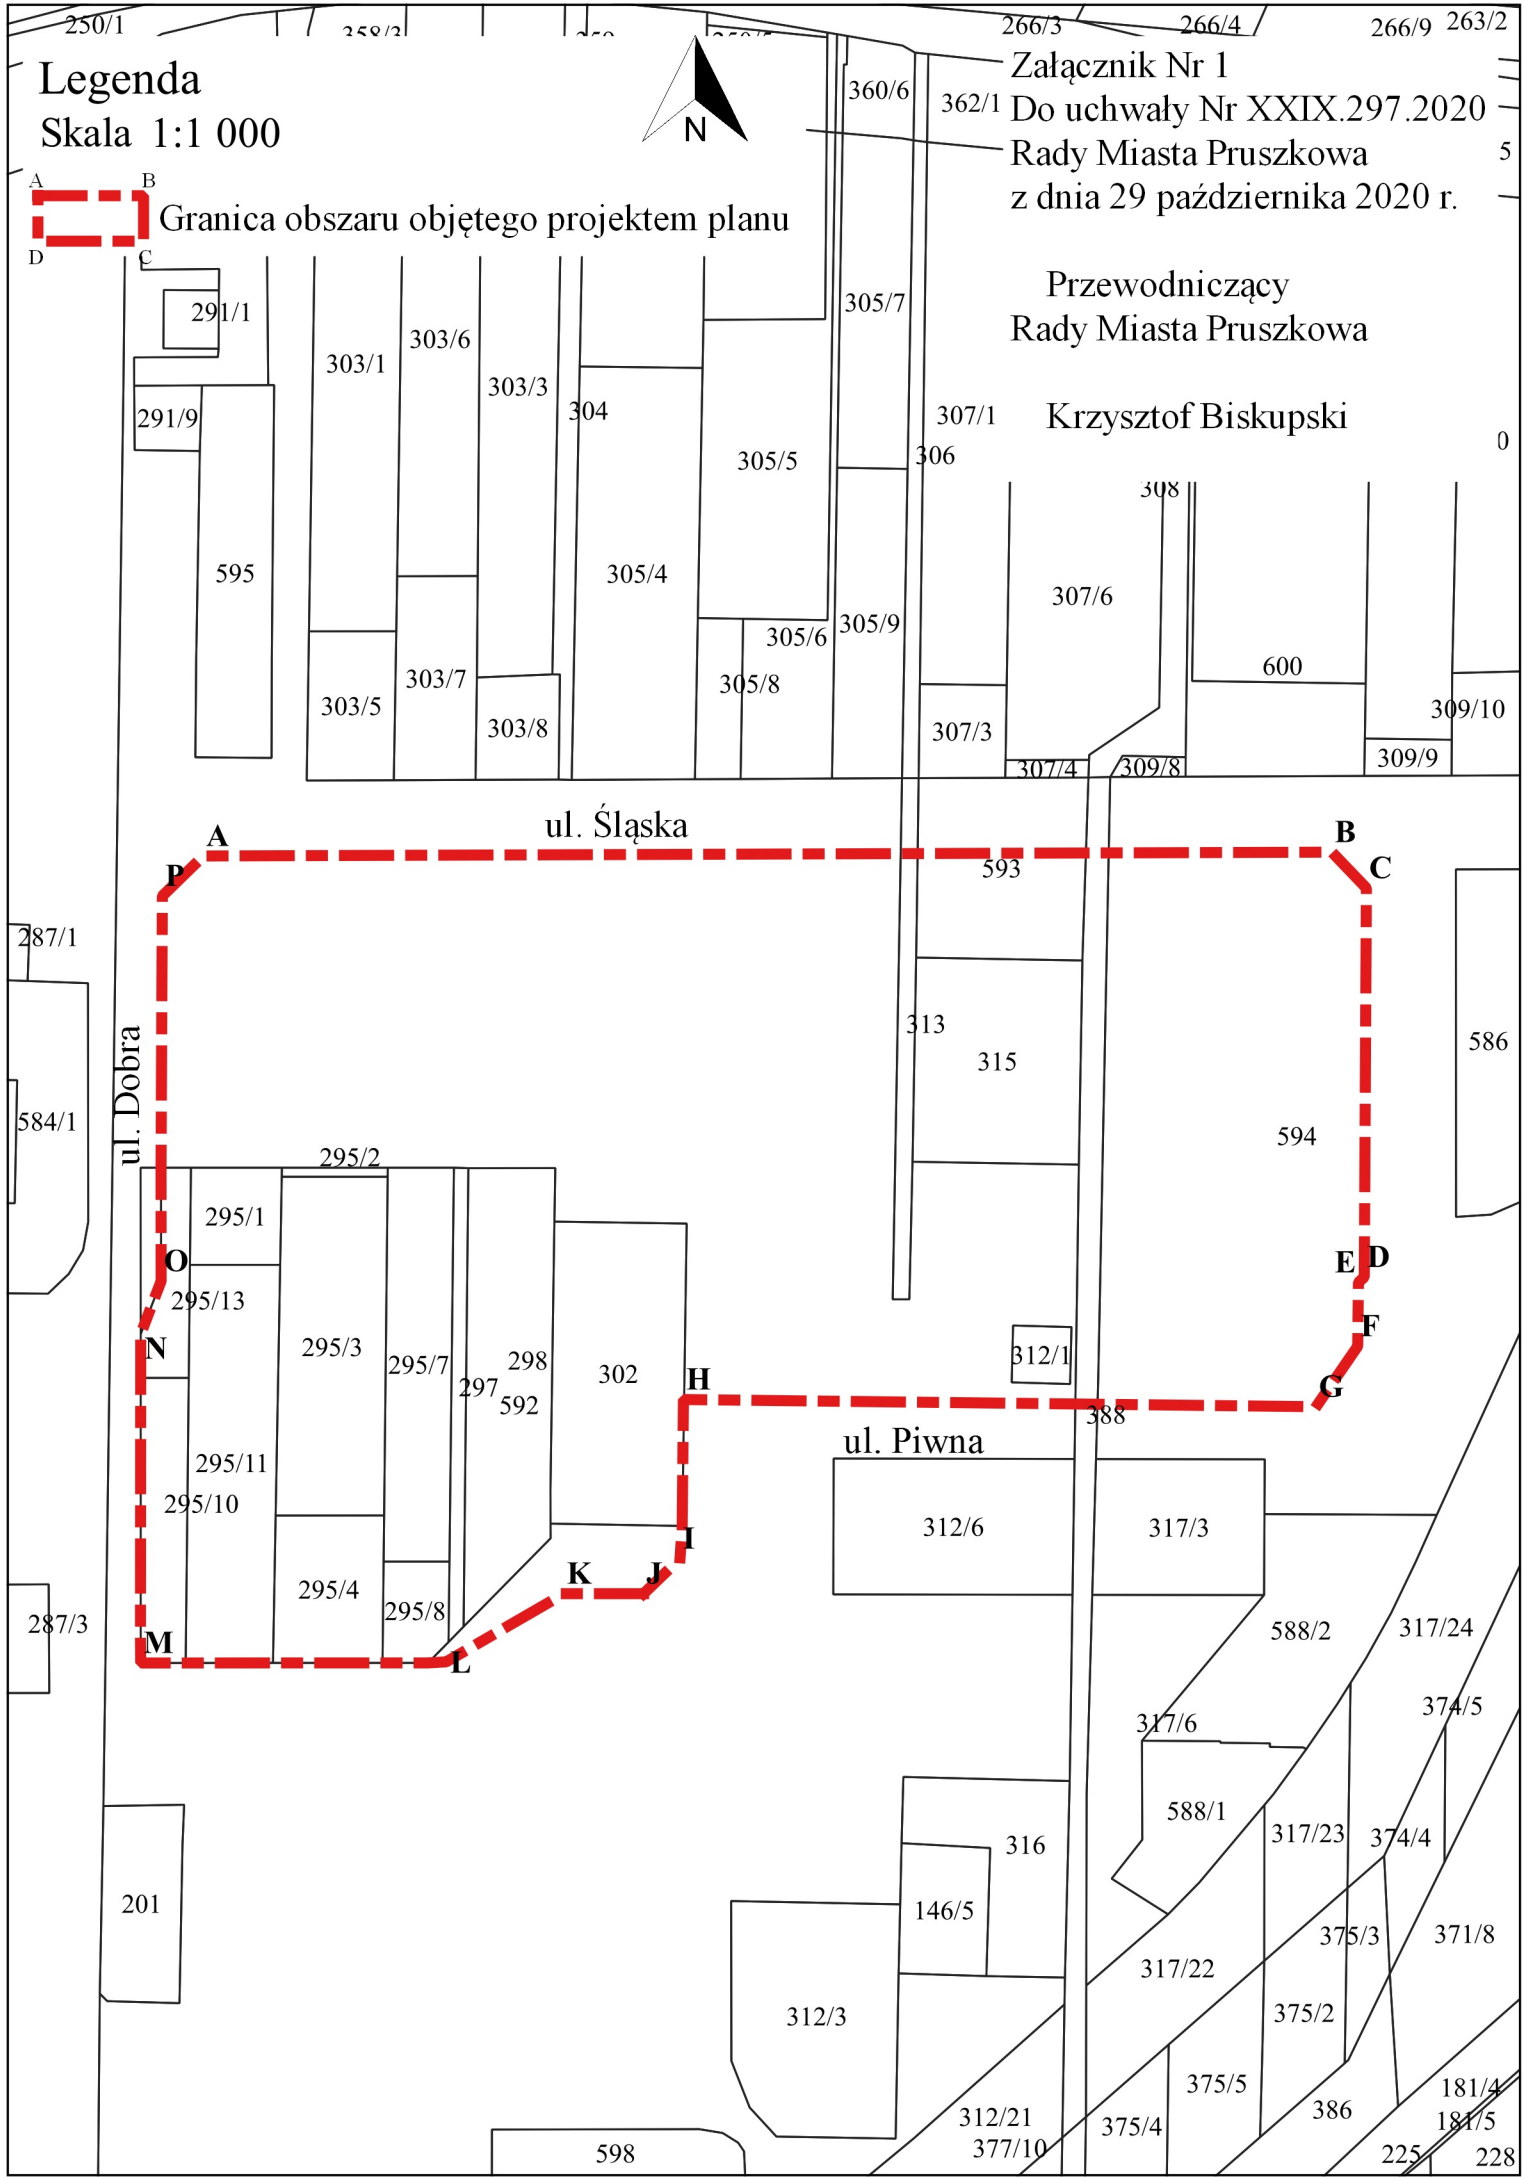 250/1
358/3
266/3
266/4
266/9
263/2
Legenda
Skala 1:1 000
A
B
D
C
Granica obszaru objętego projektem planu
N
360/6
362/1
Załącznik Nr 1
Do uchwały Nr XXIX.297.2020
Rady Miasta Pruszkowa
z dnia 29 października 2020 r.
5
Przewodniczący
Rady Miasta Pruszkowa
Krzysztof Biskupski
0
291/1
303/1
303/6
303/3
304
305/7
291/9
305/5
307/1
306
308
595
305/4
305/6
305/9
307/6
600
303/5
303/7
303/8
305/8
307/3
307/4
309/8
309/9
309/10
ul. Śląska
A
B
P
C
593
287/1
313
315
586
ul. Dobra
584/1
594
295/2
295/1
O
295/13
E
D
N
295/3
295/7
298
297
592
302
H
312/1
F
G
388
ul. Piwna
295/11
295/10
312/6
317/3
I
K
J
295/4
295/8
287/3
M
L
588/2
317/24
374/5
317/6
588/1
317/23
374/4
316
201
146/5
375/3
371/8
317/22
312/3
375/2
375/5
386
181/4
312/21
375/4
181/5
377/10
598
225
228